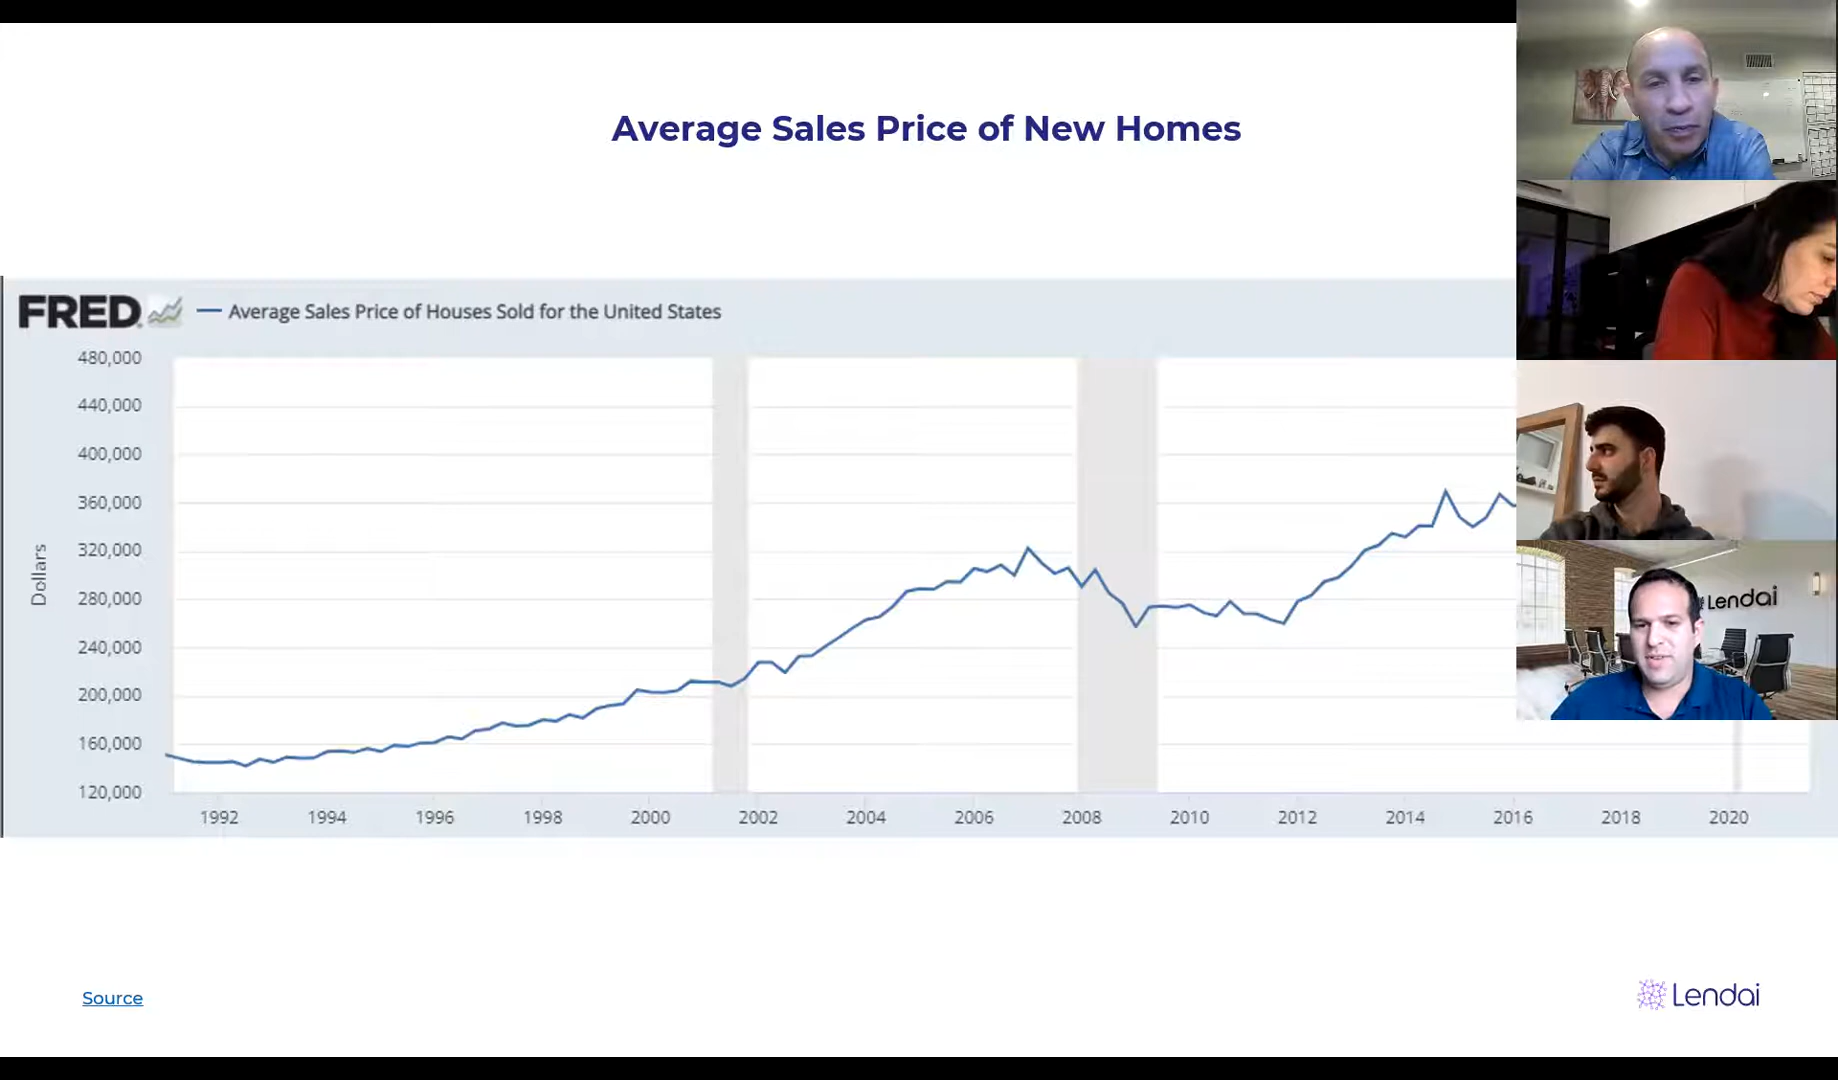 Average Sales Price of New Homes
FRED
Average Sales Price of Houses Sold for the United States
480,000
440,000
400,000
360,000
320,000
280,000
240,000
200,000
160,000
120,000
Dollars
1992 1994 1996 1998 2000 2002 2004 2006 2008 2010 2012 2014 2016 2018 2020
Lendai
Source
Lendai